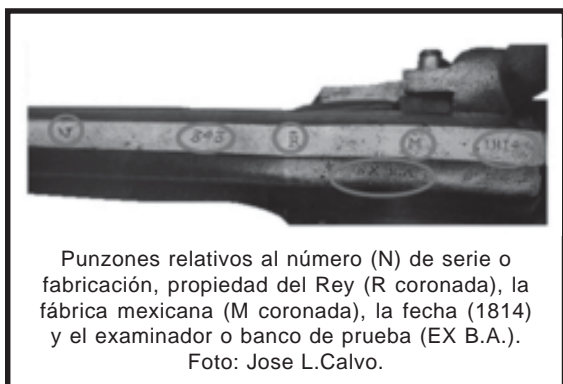 R
M
1814
EX B.A.
Punzones relativos al número (N) de serie o
fabricación, propiedad del Rey (R coronada), la
fábrica mexicana (M coronada), la fecha (1814)
y el examinador o banco de prueba (EX B.A.).
Foto: Jose L.Calvo.